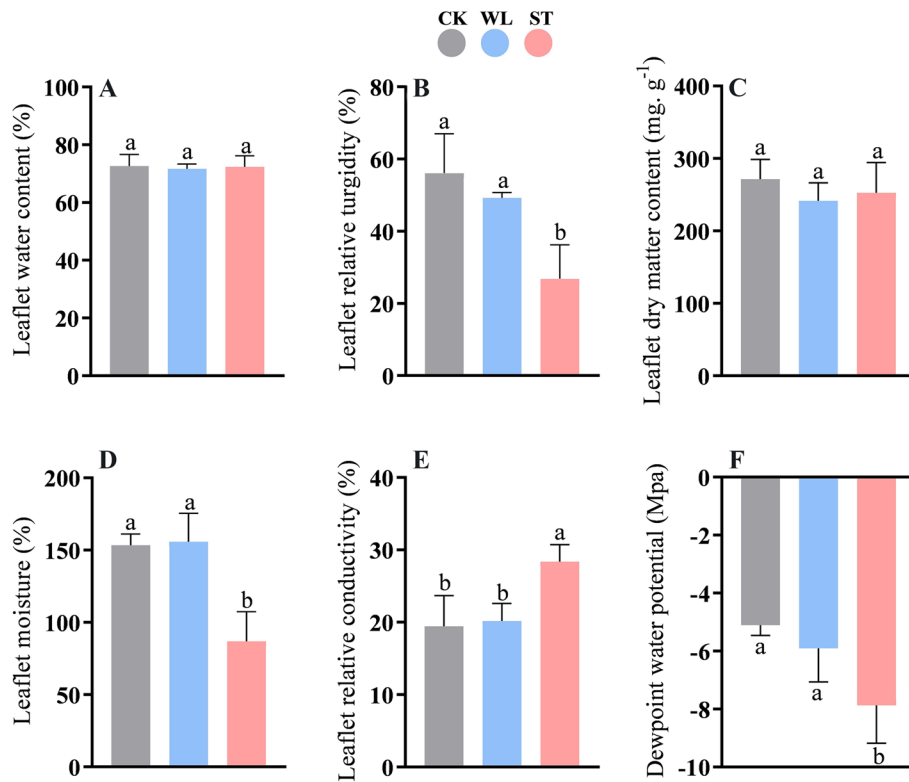 CK WL ST
A
Leaflet water content (%)
100
80
60
40
20
0
a a a
B
Leaflet relative turgidity (%)
80
60
40
20
0
a a b
C
Leaflet dry matter content (mg. g⁻¹)
400
300
200
100
0
a a a
D
Leaflet moisture (%)
200
150
100
50
0
a a b
E
Leaflet relative conductivity (%)
40
30
20
10
0
b b a
F
Dewpoint water potential (Mpa)
0
-2
-4
-6
-8
-10
a a b